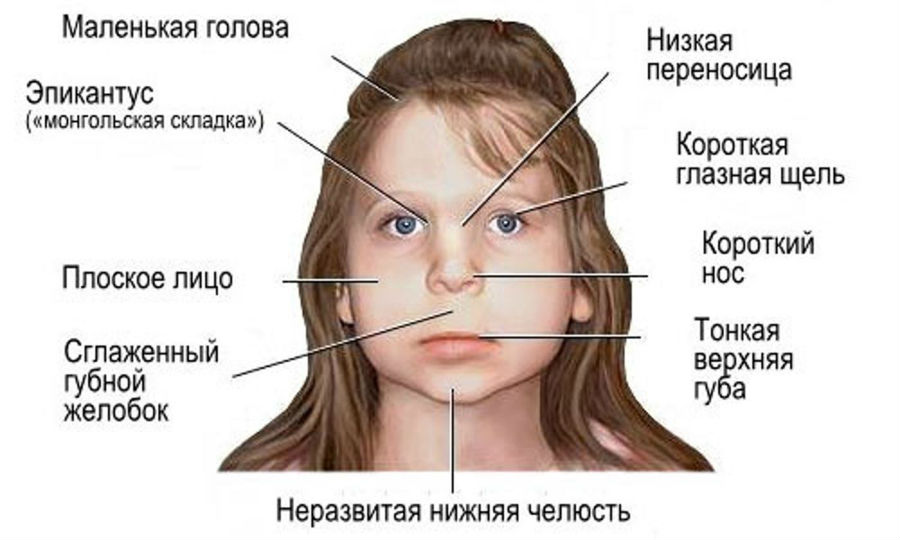 Маленькая голова
Эпикантус
(«монгольская складка»)
Плоское лицо
Сглаженный
губной
желобок
Низкая
переносица
Короткая
глазная щель
Короткий
нос
Тонкая
верхняя
губа
Неразвитая нижняя челюсть